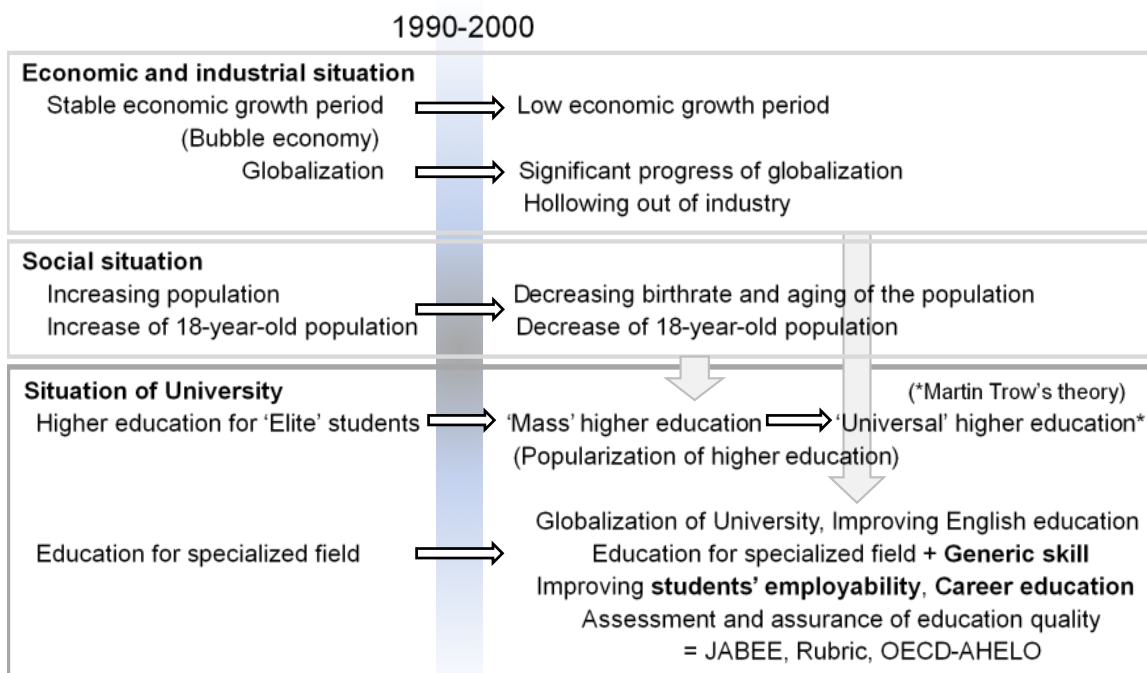 1990-2000
Economic and industrial situation
Stable economic growth period
Low economic growth period
(Bubble economy)
Globalization
Significant progress of globalization
Hollowing out of industry
Social situation
Increasing population
Decreasing birthrate and aging of the population
Increase of 18-year-old population
Decrease of 18-year-old population
Situation of University
(*Martin Trow's theory)
Higher education for 'Elite' students
'Mass' higher education
'Universal' higher education*
(Popularization of higher education)
Globalization of University, Improving English education
Education for specialized field
Education for specialized field + Generic skill
Improving students' employability, Career education
Assessment and assurance of education quality
= JABEE, Rubric, OECD-AHELO